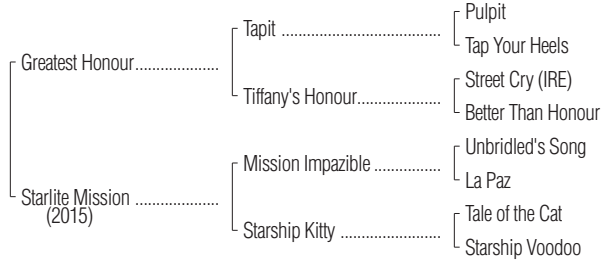 Pulpit
Tapit
Tap Your Heels
Greatest Honour
Street Cry (IRE)
Tiffany's Honour
Better Than Honour
Unbridled's Song
Mission Impazible
La Paz
Starlite Mission
(2015)
Tale of the Cat
Starship Kitty
Starship Voodoo